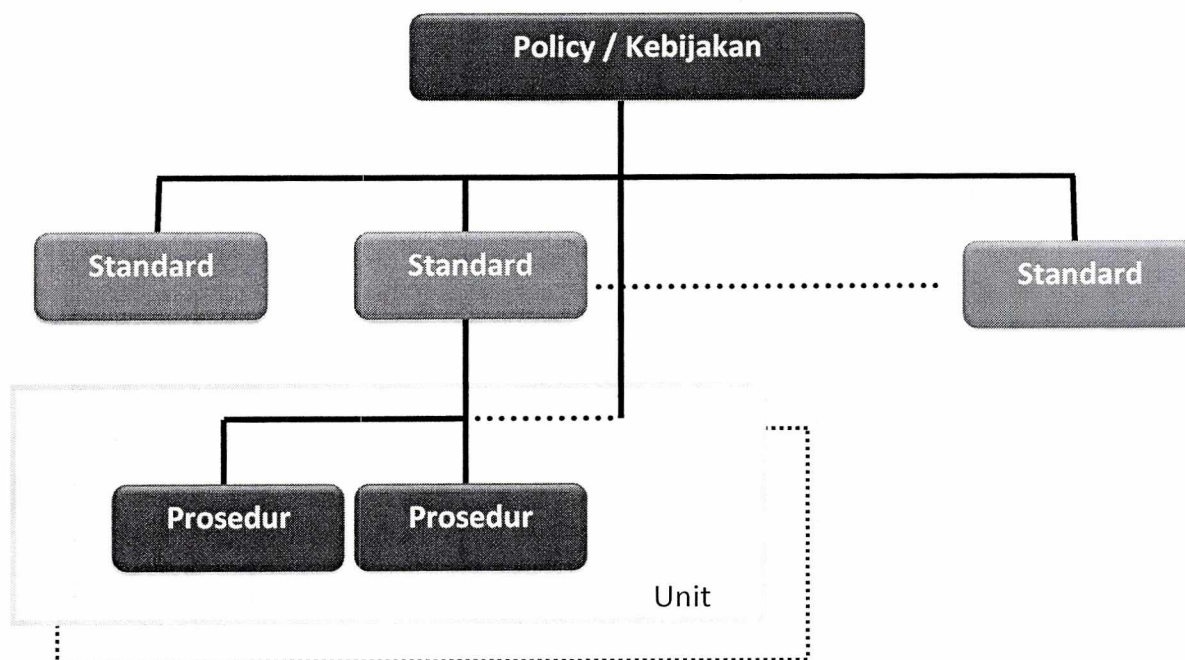 Policy / Kebijakan
Standard
Standard
Standard
Prosedur
Prosedur
Unit